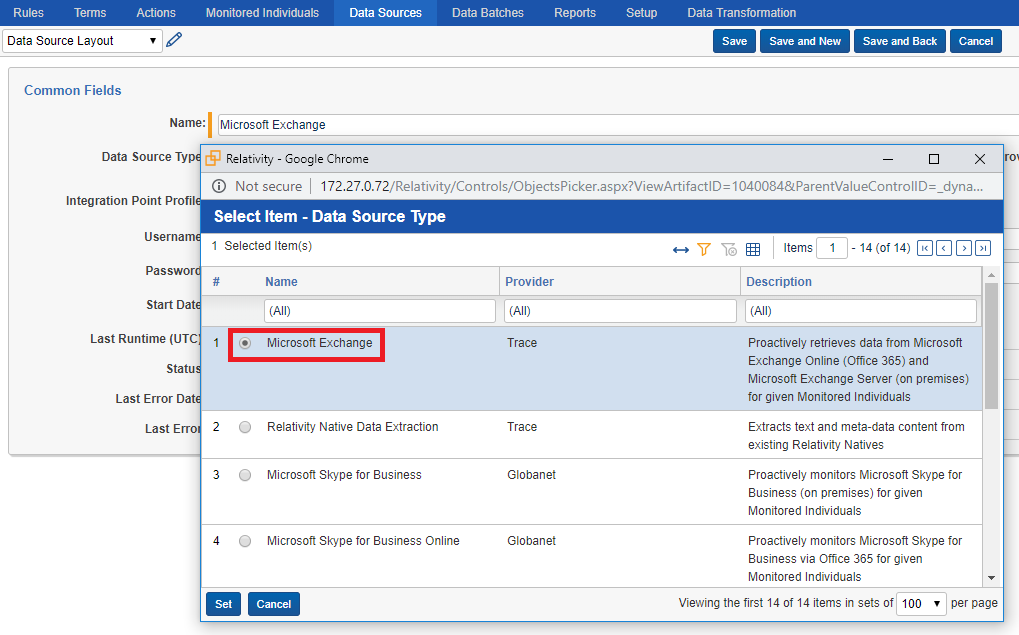 Rules Terms Actions Monitored Individuals Data Sources Data Batches Reports Setup Data Transformation
Data Source Layout Save Save and New Save and Back Cancel
Common Fields
Name: Microsoft Exchange
Data Source Type
Integration Point Profile
Username
Password
Start Date
Last Runtime (UTC)
Status
Last Error Date
Last Error
Relativity - Google Chrome
Not secure 172.27.0.72/Relativity/Controls/ObjectsPicker.aspx?ViewArtifactID=1040084&ParentValueControlID=_dyna...
Select Item - Data Source Type
1 Selected Item(s) Items 1 - 14 (of 14)
# Name Provider Description
(All) (All) (All)
1 Microsoft Exchange Trace Proactively retrieves data from Microsoft
Exchange Online (Office 365) and
Microsoft Exchange Server (on premises)
for given Monitored Individuals
2 Relativity Native Data Extraction Trace Extracts text and meta-data content from
existing Relativity Natives
3 Microsoft Skype for Business Globanet Proactively monitors Microsoft Skype for
Business (on premises) for given
Monitored Individuals
4 Microsoft Skype for Business Online Globanet Proactively monitors Microsoft Skype for
Business via Office 365 for given
Monitored Individuals
Set Cancel Viewing the first 14 of 14 items in sets of 100 per page